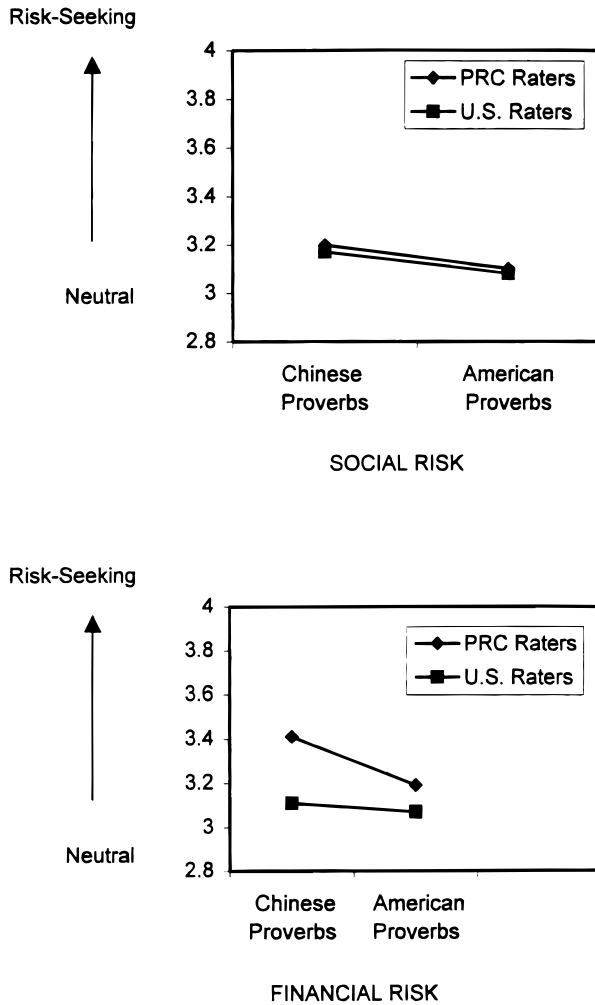 Risk-Seeking
4
PRC Raters
3.8
U.S. Raters
3.6
3.4
3.2
Neutral
3
2.8
Chinese American
Proverbs Proverbs
SOCIAL RISK
Risk-Seeking
4
PRC Raters
3.8
U.S. Raters
3.6
3.4
3.2
3
Neutral
2.8
Chinese American
Proverbs Proverbs
FINANCIAL RISK